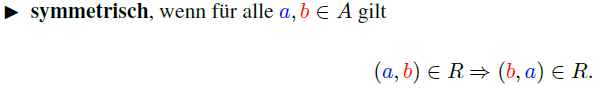 ► symmetrisch, wenn für alle a, b ∈ A gilt
(a, b) ∈ R ⇒ (b, a) ∈ R.